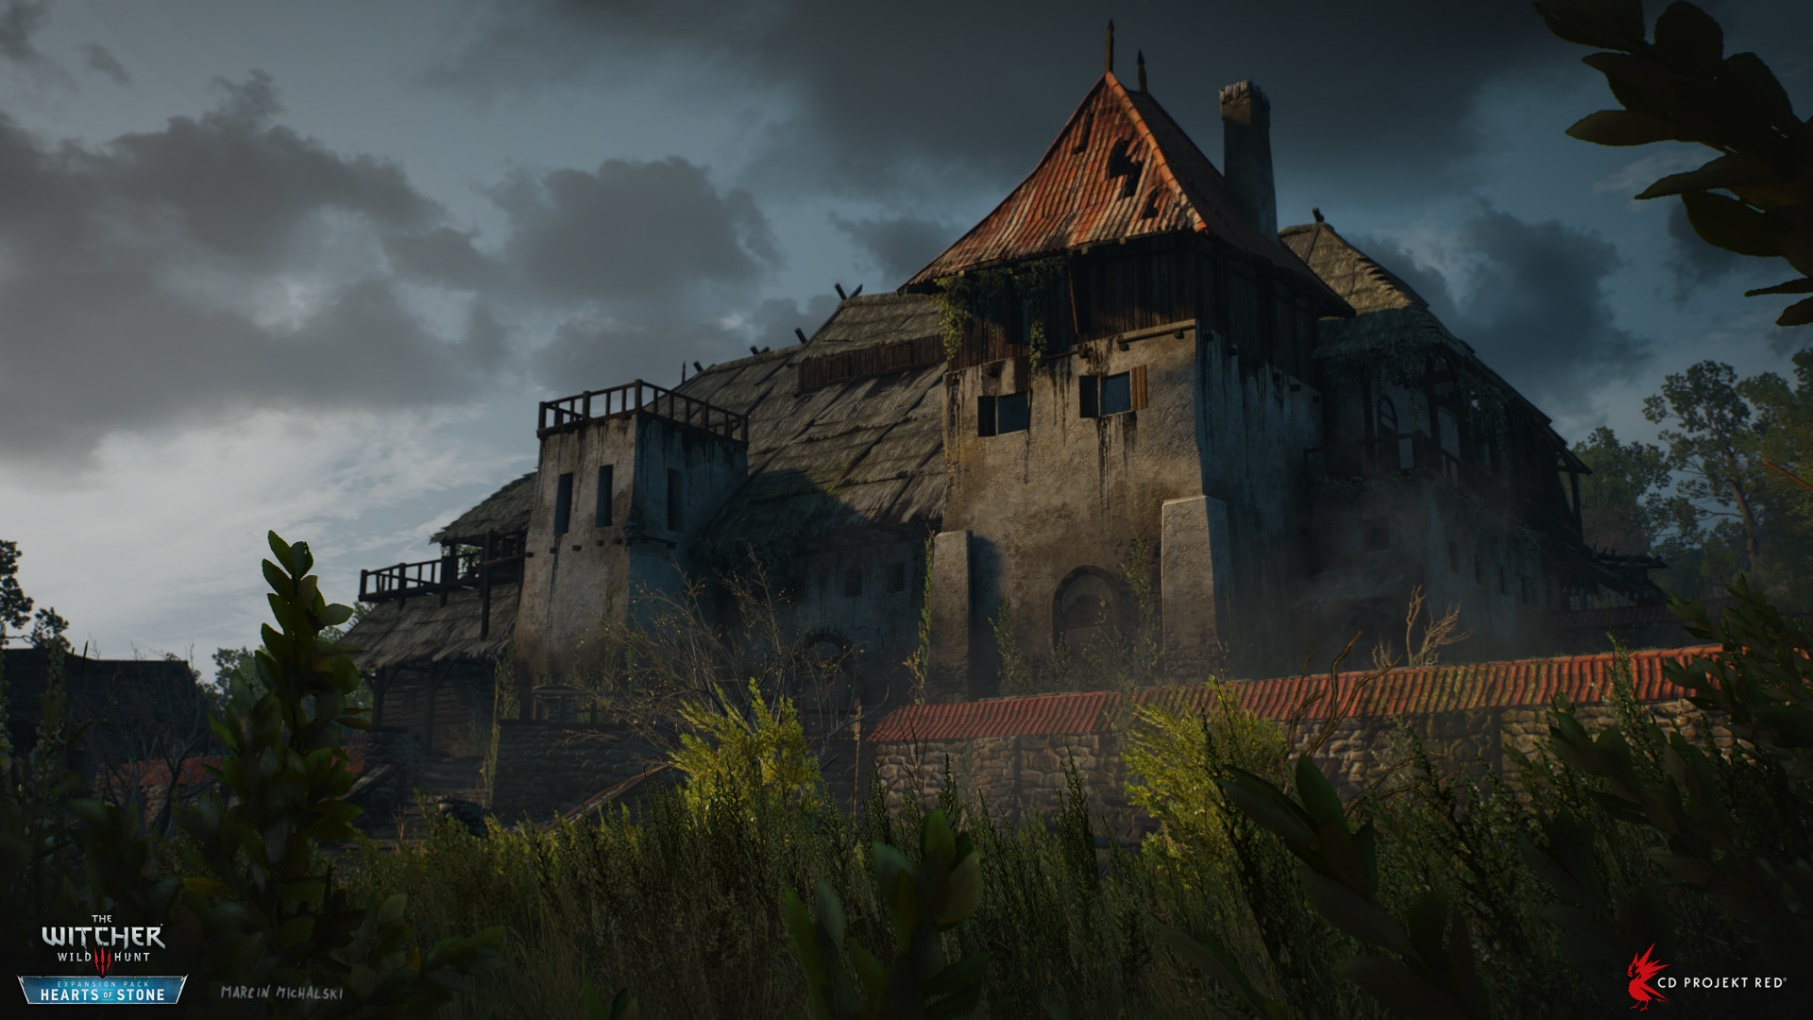 THE
WITCHER
WILD HUNT
EXPANSION PACK
HEARTS OF STONE
MARCIN MICHALSKI
CD PROJEKT RED